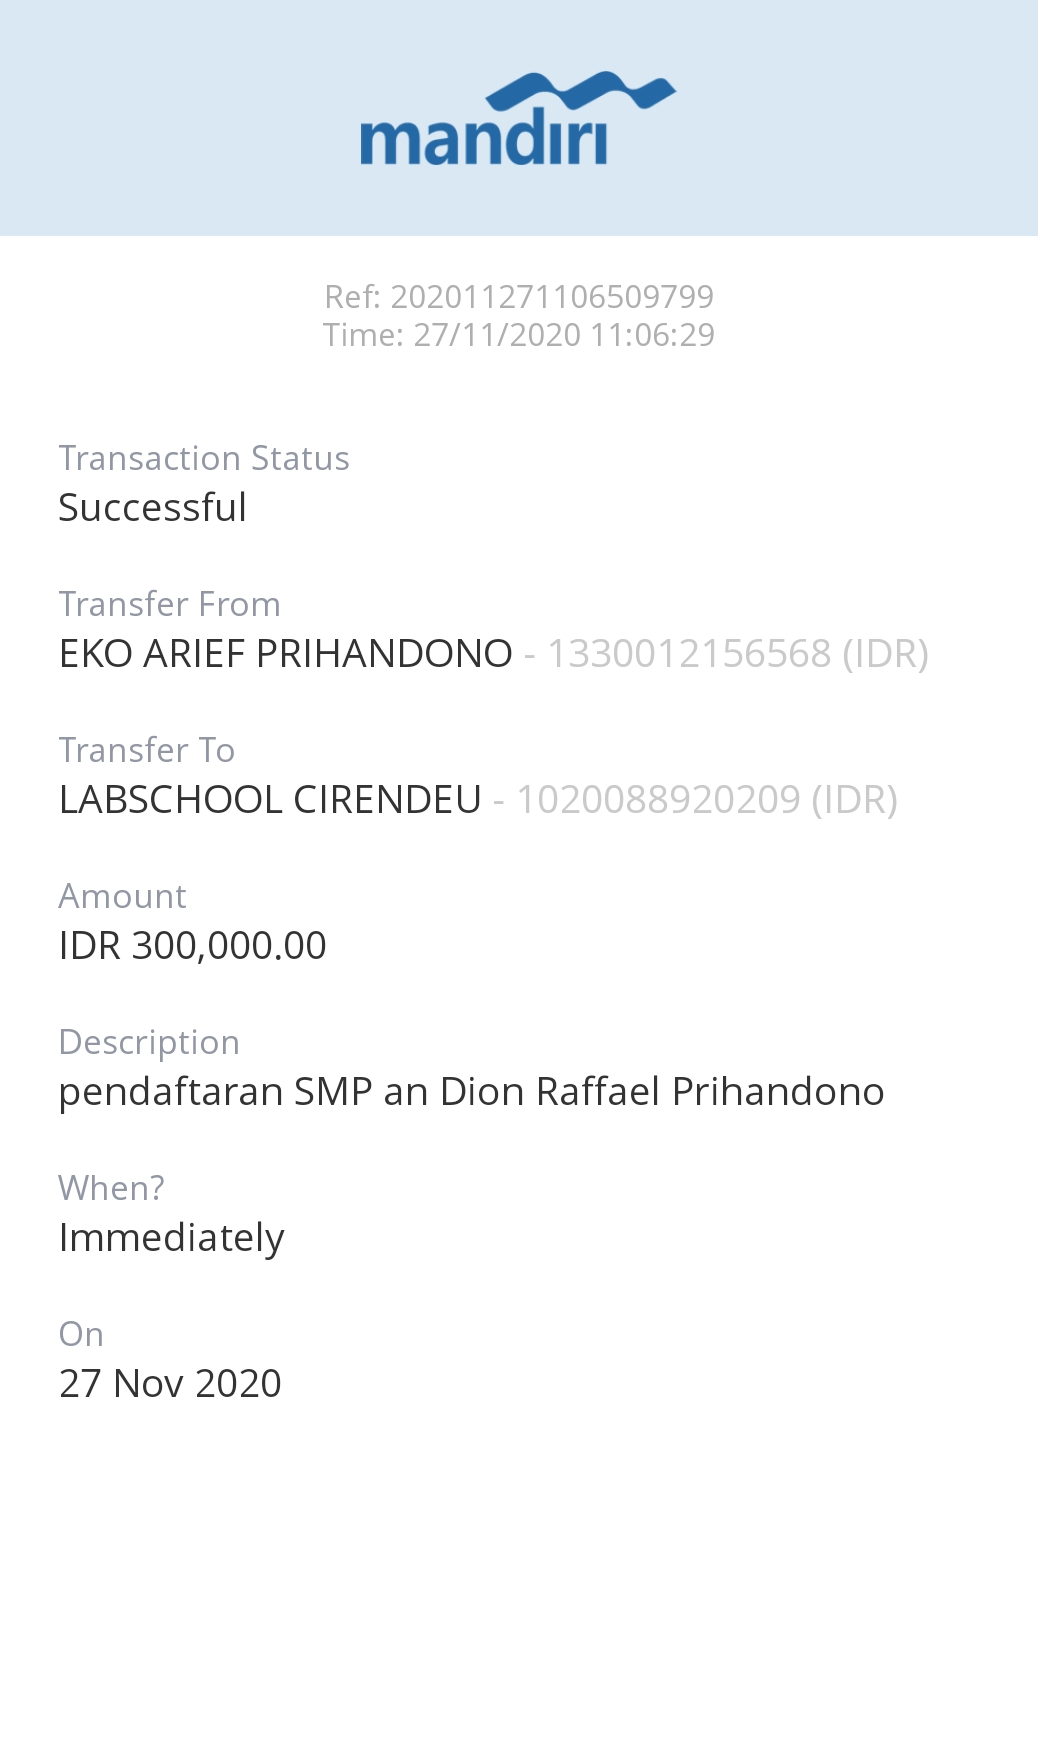 mandiri
Ref: 202011271106509799
Time: 27/11/2020 11:06:29
Transaction Status
Successful
Transfer From
EKO ARIEF PRIHANDONO - 1330012156568 (IDR)
Transfer To
LABSCHOOL CIRENDEU - 1020088920209 (IDR)
Amount
IDR 300,000.00
Description
pendaftaran SMP an Dion Raffael Prihandono
When?
Immediately
On
27 Nov 2020